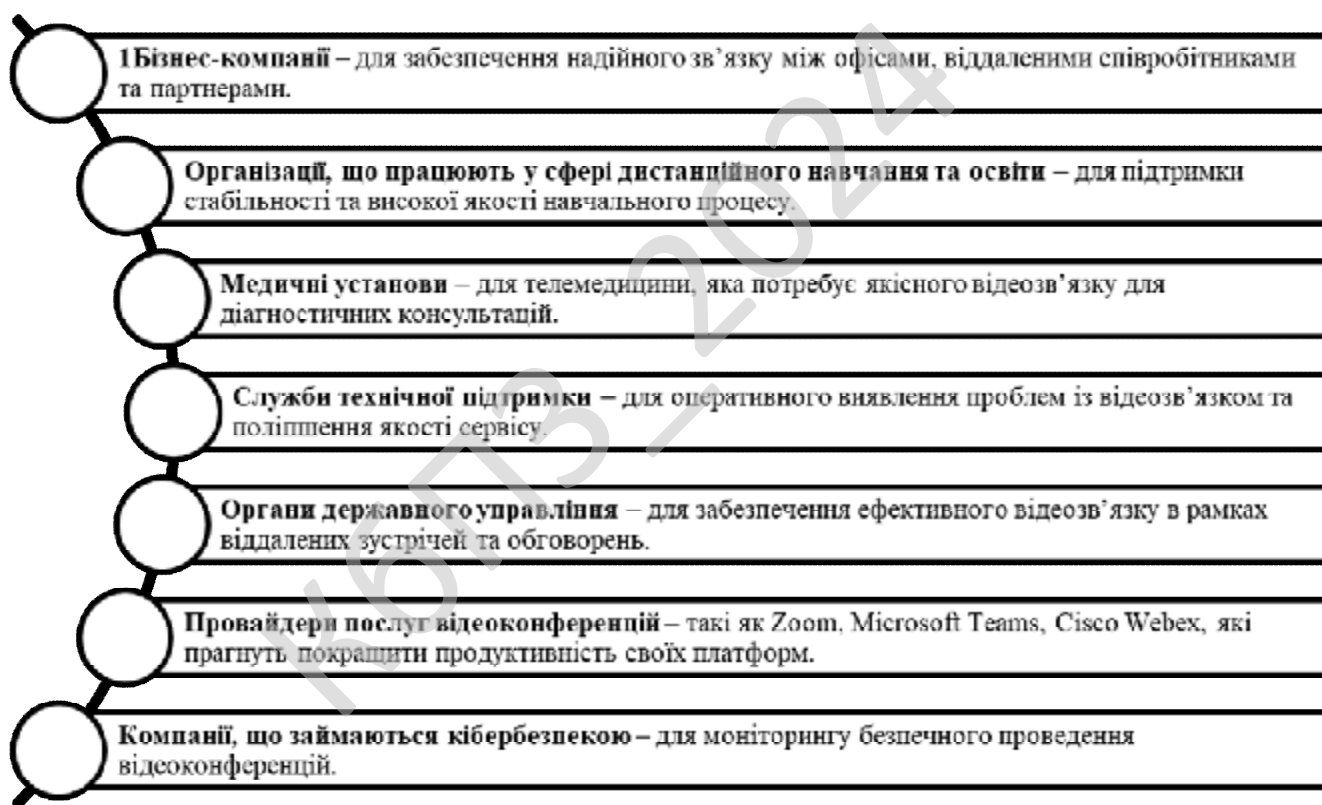 1Бізнес-компанії – для забезпечення надійного зв’язку між офісами, віддаленими співробітниками
та партнерами.
Організації, що працюють у сфері дистанційного навчання та освіти – для підтримки
стабільності та високої якості навчального процесу.
Медичні установи – для телемедицини, яка потребує якісного відеозв’язку для
діагностичних консультацій.
Служби технічної підтримки – для оперативного виявлення проблем із відеозв’язком та
поліпшення якості сервісу.
Органи державного управління – для забезпечення ефективного відеозв’язку в рамках
віддалених зустрічей та обговорень.
Провайдери послуг відеоконференцій – такі як Zoom, Microsoft Teams, Cisco Webex, які
прагнуть покращити продуктивність своїх платформ.
Компанії, що займаються кібербезпекою – для моніторингу безпечного проведення
відеоконференцій.
КбПЗ_2024